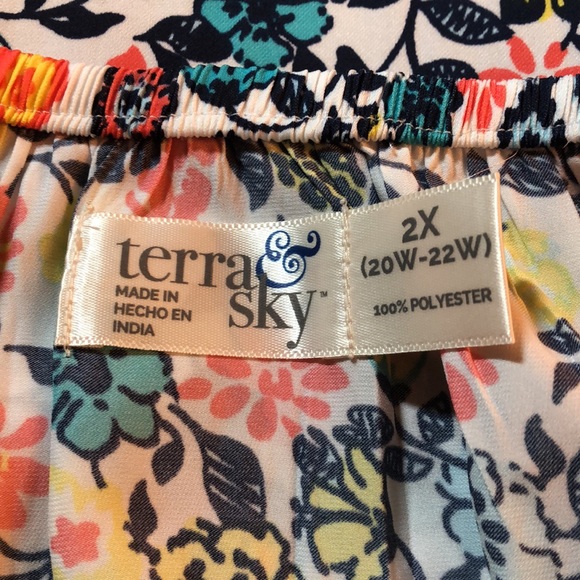 terra &
sky™
MADE IN
HECHO EN
INDIA
2X
(20W-22W)
100% POLYESTER